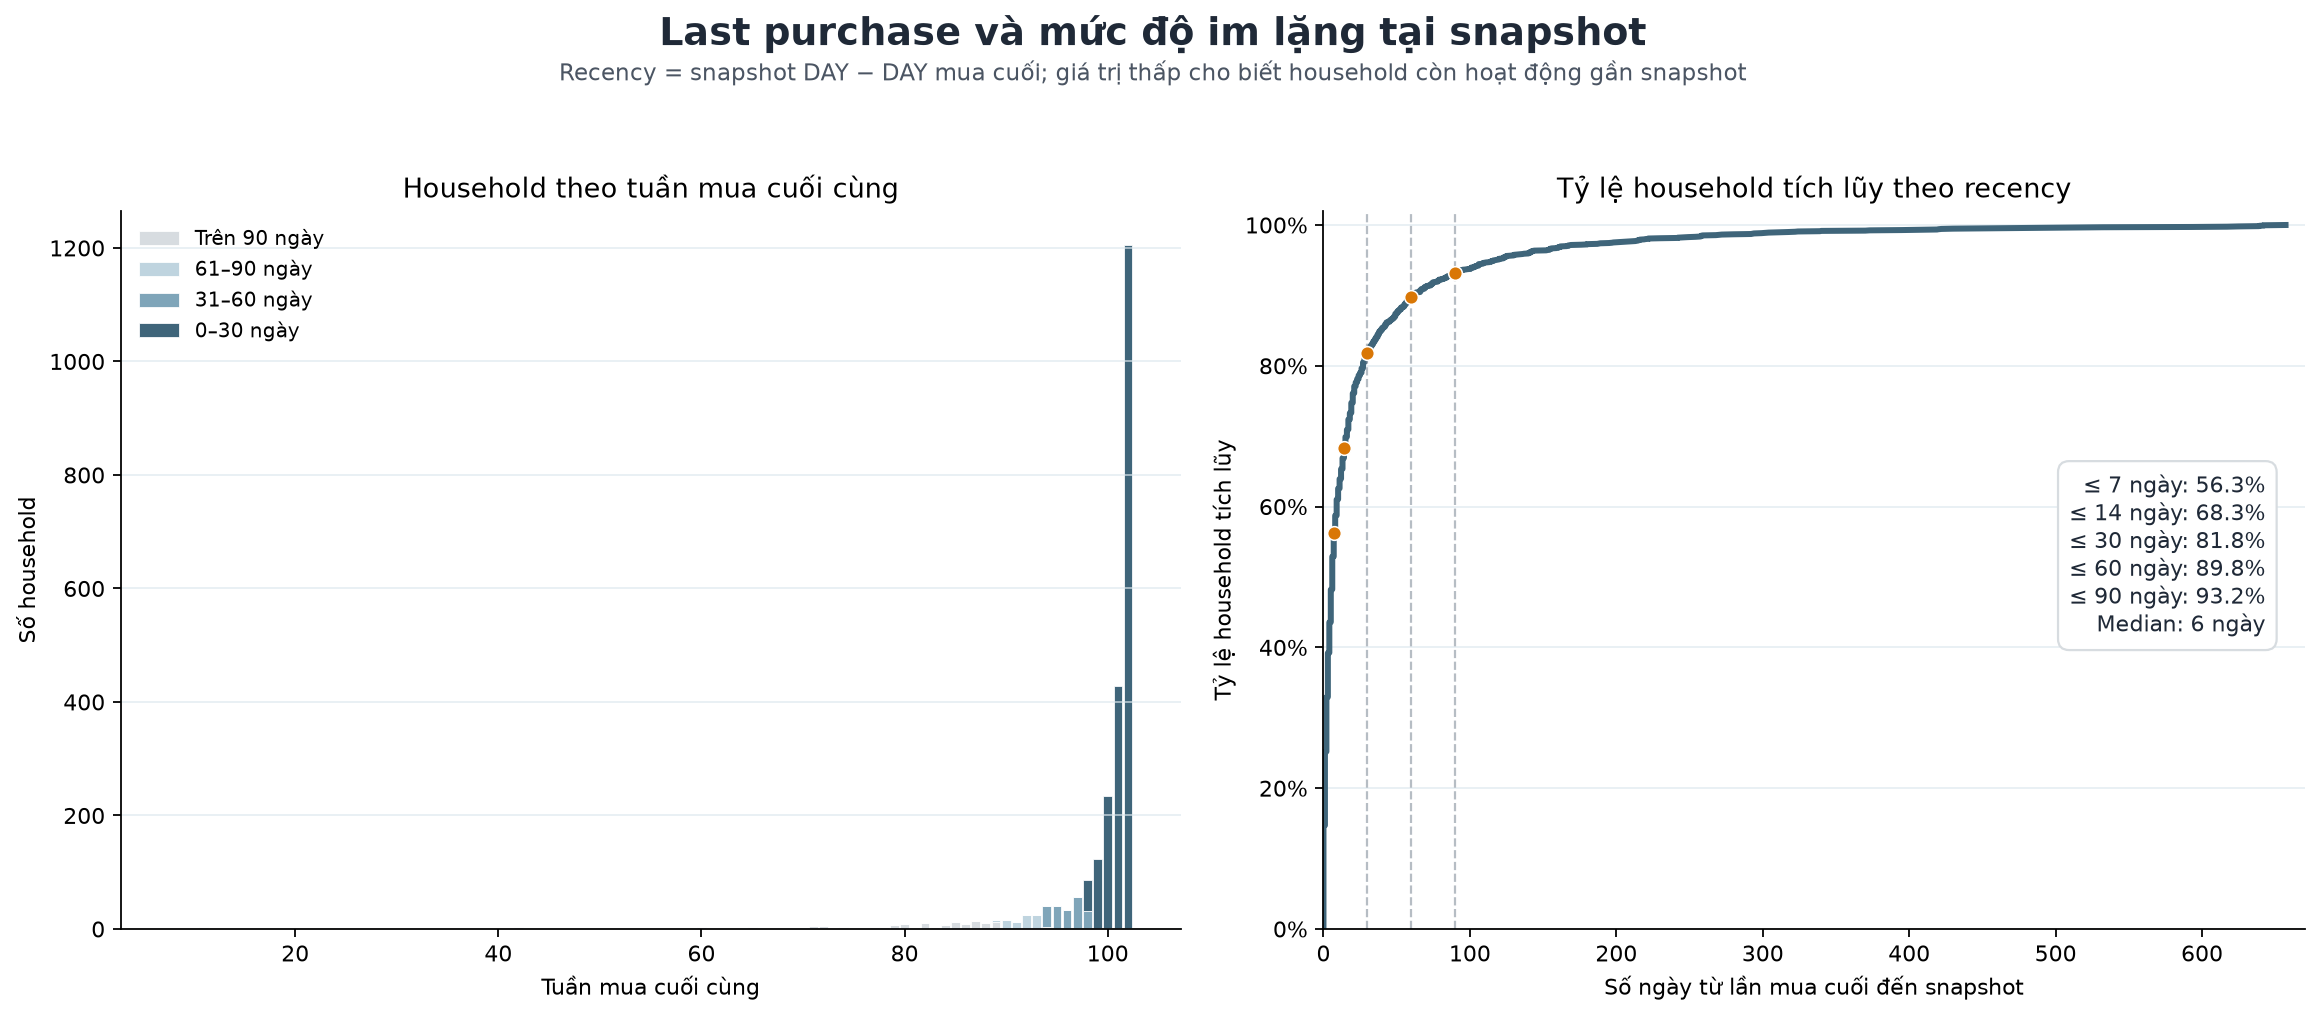 Last purchase và mức độ im lặng tại snapshot
Recency = snapshot DAY − DAY mua cuối; giá trị thấp cho biết household còn hoạt động gần snapshot
Household theo tuần mua cuối cùng
Trên 90 ngày
61–90 ngày
31–60 ngày
0–30 ngày
Số household
1200
1000
800
600
400
200
0
20 40 60 80 100
Tuần mua cuối cùng
Tỷ lệ household tích lũy theo recency
Tỷ lệ household tích lũy
100%
80%
60%
40%
20%
0%
≤ 7 ngày: 56.3%
≤ 14 ngày: 68.3%
≤ 30 ngày: 81.8%
≤ 60 ngày: 89.8%
≤ 90 ngày: 93.2%
Median: 6 ngày
0 100 200 300 400 500 600
Số ngày từ lần mua cuối đến snapshot